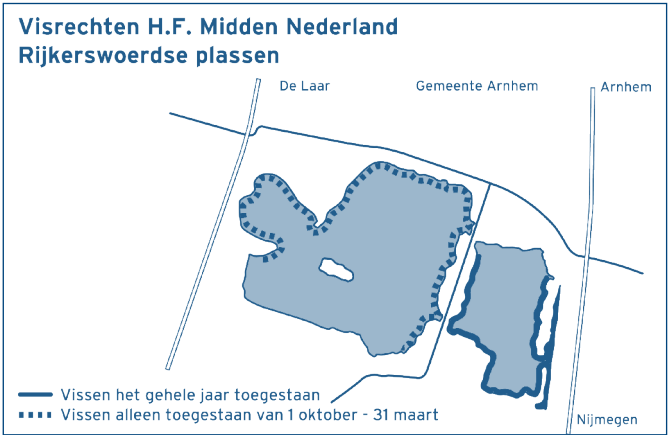 Visrechten H.F. Midden Nederland
Rijkerswoerdse plassen
De Laar
Gemeente Arnhem
Arnhem
Vissen het gehele jaar toegestaan
Vissen alleen toegestaan van 1 oktober - 31 maart
Nijmegen